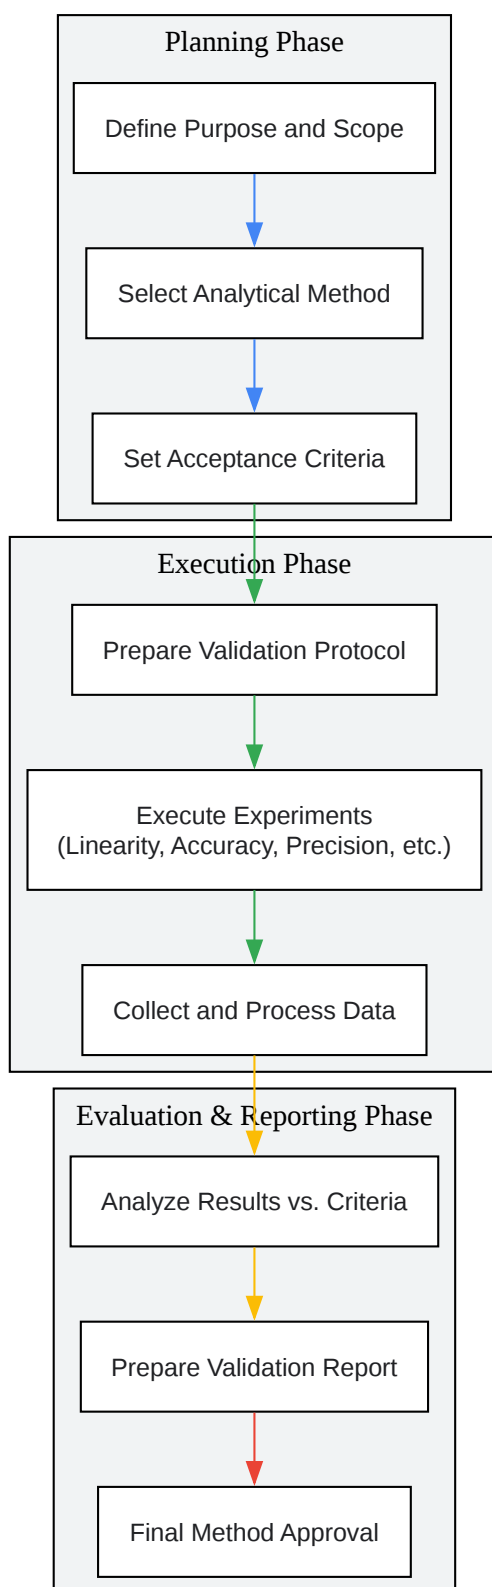 Planning Phase
Define Purpose and Scope
Select Analytical Method
Set Acceptance Criteria
Execution Phase
Prepare Validation Protocol
Execute Experiments
(Linearity, Accuracy, Precision, etc.)
Collect and Process Data
Evaluation & Reporting Phase
Analyze Results vs. Criteria
Prepare Validation Report
Final Method Approval